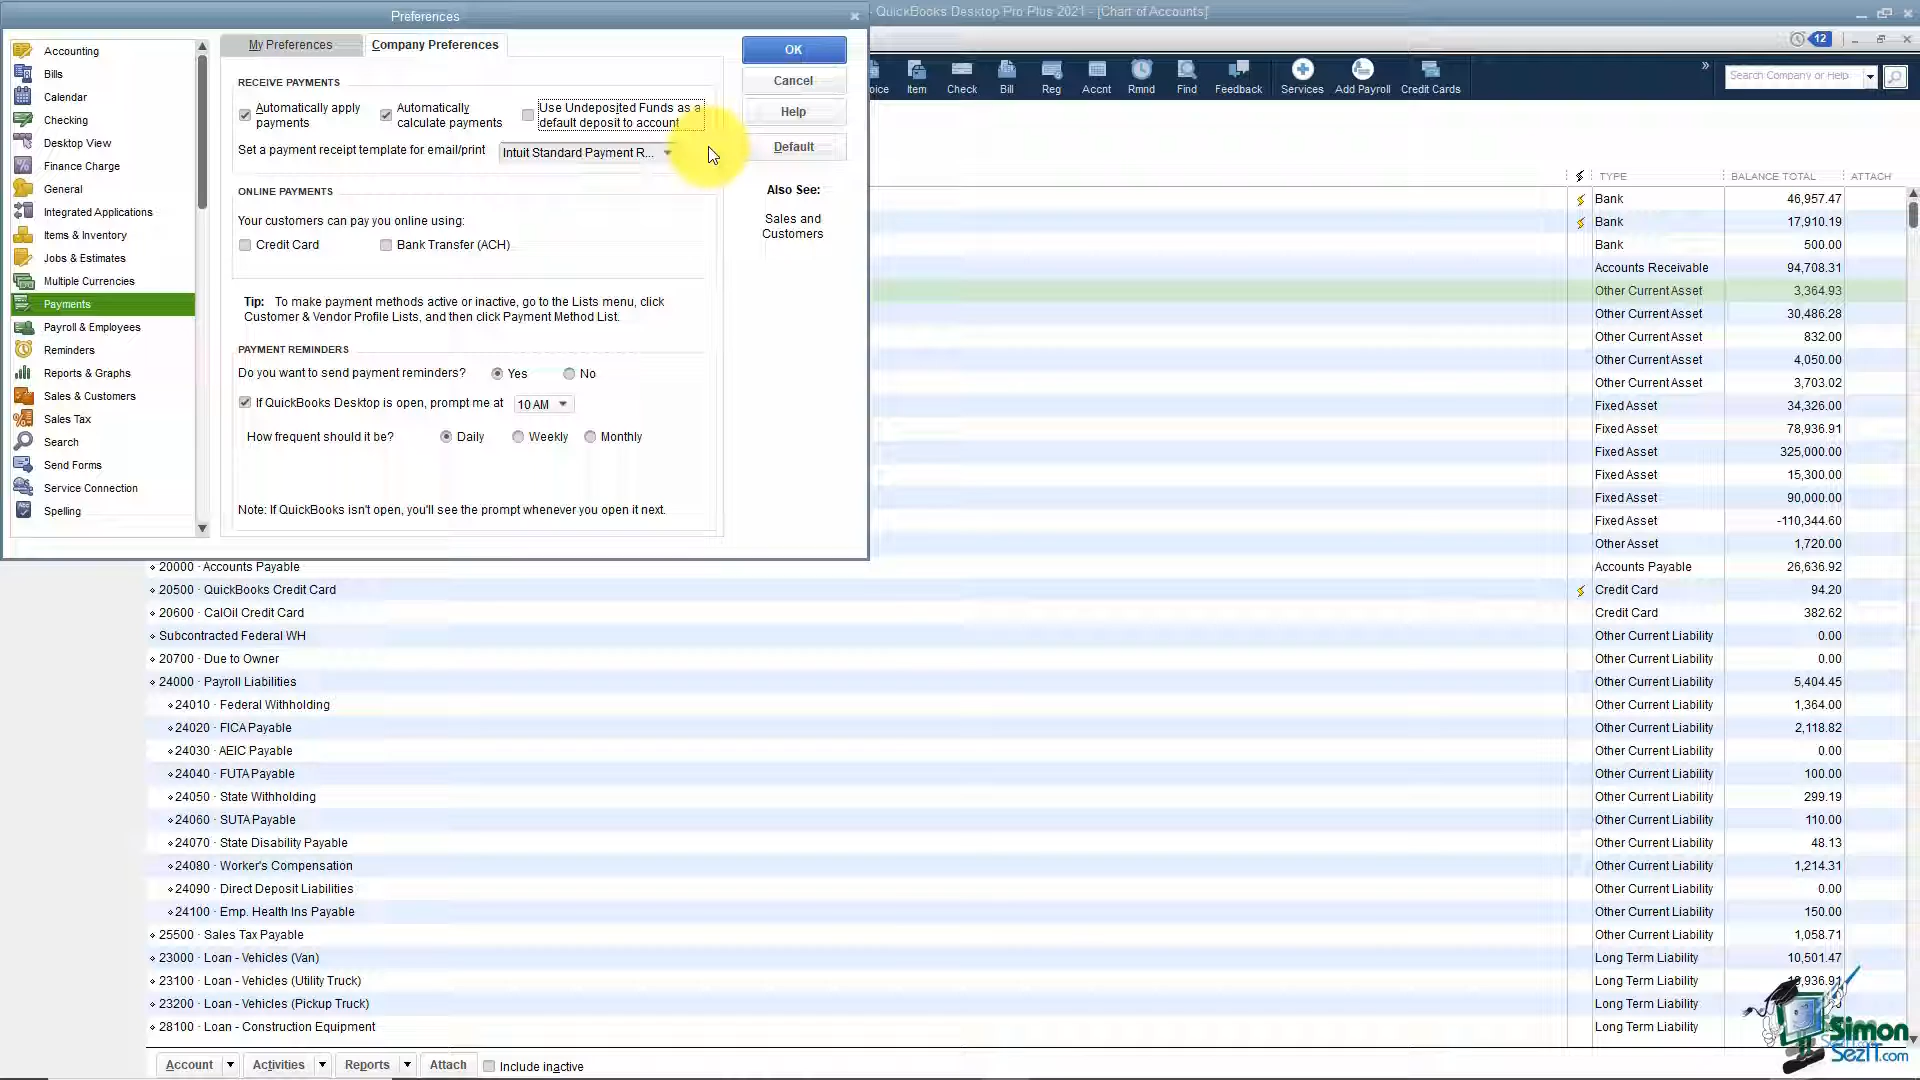 Preferences
QuickBooks Desktop Pro Plus 2021 - [Chart of Accounts]
12
Accounting
Bills
Calendar
Checking
Desktop View
Finance Charge
General
Integrated Applications
Items & Inventory
Jobs & Estimates
Multiple Currencies
Payments
Payroll & Employees
Reminders
Reports & Graphs
Sales & Customers
Sales Tax
Search
Send Forms
Service Connection
Spelling
My Preferences
Company Preferences
RECEIVE PAYMENTS
Automatically apply
payments
Automatically
calculate payments
Use Undeposited Funds as a
default deposit to account
Set a payment receipt template for email/print
Intuit Standard Payment R...
ONLINE PAYMENTS
Your customers can pay you online using:
Credit Card
Bank Transfer (ACH)
Tip: To make payment methods active or inactive, go to the Lists menu, click
Customer & Vendor Profile Lists, and then click Payment Method List.
PAYMENT REMINDERS
Do you want to send payment reminders? Yes No
If QuickBooks Desktop is open, prompt me at 10 AM
How frequent should it be? Daily Weekly Monthly
Note: If QuickBooks isn't open, you'll see the prompt whenever you open it next.
OK
Cancel
Help
Default
Also See:
Sales and
Customers
oice Item Check Bill Reg Accnt Rmnd Find Feedback Services Add Payroll Credit Cards
» Search Company or Help
TYPE BALANCE TOTAL ATTACH
Bank 46,957.47
Bank 17,910.19
Bank 500.00
Accounts Receivable 94,708.31
Other Current Asset 3,364.93
Other Current Asset 30,486.28
Other Current Asset 832.00
Other Current Asset 4,050.00
Other Current Asset 3,703.02
Fixed Asset 34,326.00
Fixed Asset 78,936.91
Fixed Asset 325,000.00
Fixed Asset 15,300.00
Fixed Asset 90,000.00
Fixed Asset -110,344.60
Other Asset 1,720.00
20000 · Accounts Payable Accounts Payable 26,636.92
20500 · QuickBooks Credit Card Credit Card 94.20
20600 · CalOil Credit Card Credit Card 382.62
Subcontracted Federal WH Other Current Liability 0.00
20700 · Due to Owner Other Current Liability 0.00
24000 · Payroll Liabilities Other Current Liability 5,404.45
24010 · Federal Withholding Other Current Liability 1,364.00
24020 · FICA Payable Other Current Liability 2,118.82
24030 · AEIC Payable Other Current Liability 0.00
24040 · FUTA Payable Other Current Liability 100.00
24050 · State Withholding Other Current Liability 299.19
24060 · SUTA Payable Other Current Liability 110.00
24070 · State Disability Payable Other Current Liability 48.13
24080 · Worker's Compensation Other Current Liability 1,214.31
24090 · Direct Deposit Liabilities Other Current Liability 0.00
24100 · Emp. Health Ins Payable Other Current Liability 150.00
25500 · Sales Tax Payable Other Current Liability 1,058.71
23000 · Loan - Vehicles (Van) Long Term Liability 10,501.47
23100 · Loan - Vehicles (Utility Truck) Long Term Liability
23200 · Loan - Vehicles (Pickup Truck) Long Term Liability
28100 · Loan - Construction Equipment Long Term Liability
Account Activities Reports Attach Include inactive
Simon
SezIT.com